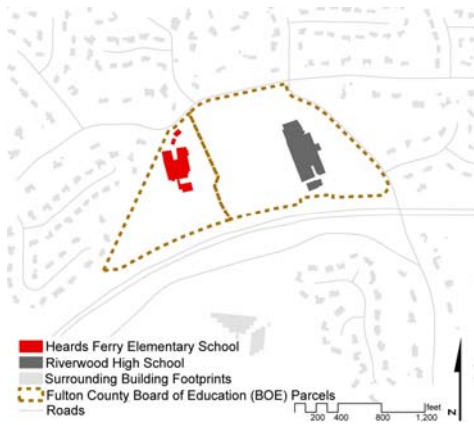 Heards Ferry Elementary School
Riverwood High School
Surrounding Building Footprints
Fulton County Board of Education (BOE) Parcels
Roads
feet
200 400 800 1,200
N